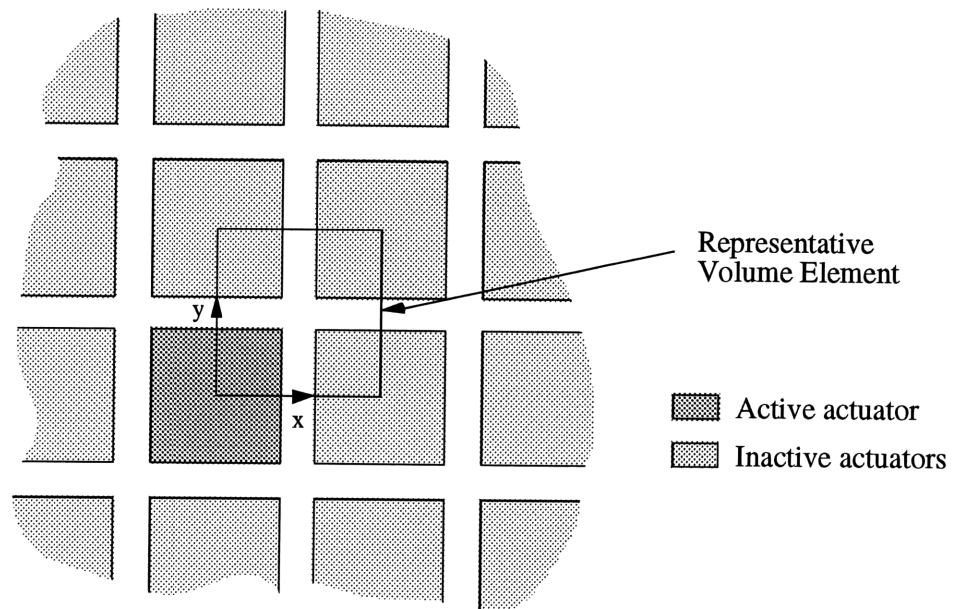 Representative
Volume Element
y
x
Active actuator
Inactive actuators